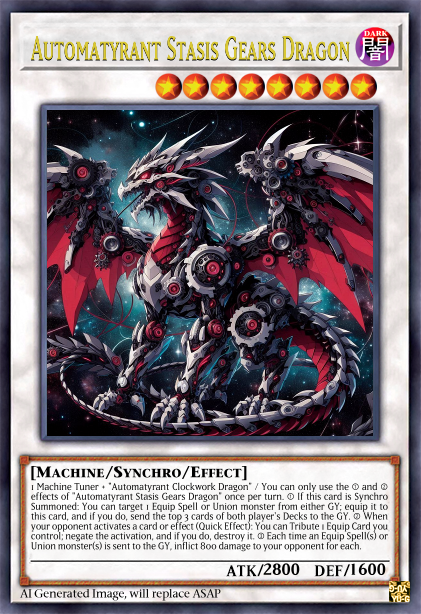 AUTOMATYRANT STASIS GEARS DRAGON
DARK
闇
[MACHINE/SYNCHRO/EFFECT]
1 Machine Tuner + "Automatyrant Clockwork Dragon" / You can only use the ① and ②
effects of "Automatyrant Stasis Gears Dragon" once per turn. ① If this card is Synchro
Summoned: You can target 1 Equip Spell or Union monster from either GY; equip it to
this card, and if you do, send the top 3 cards of both player's Decks to the GY. ② When
your opponent activates a card or effect (Quick Effect): You can Tribute 1 Equip Card you
control; negate the activation, and if you do, destroy it. ③ Each time an Equip Spell(s) or
Union monster(s) is sent to the GY, inflict 800 damage to your opponent for each.
ATK/2800 DEF/1600
AI Generated Image, will replace ASAP